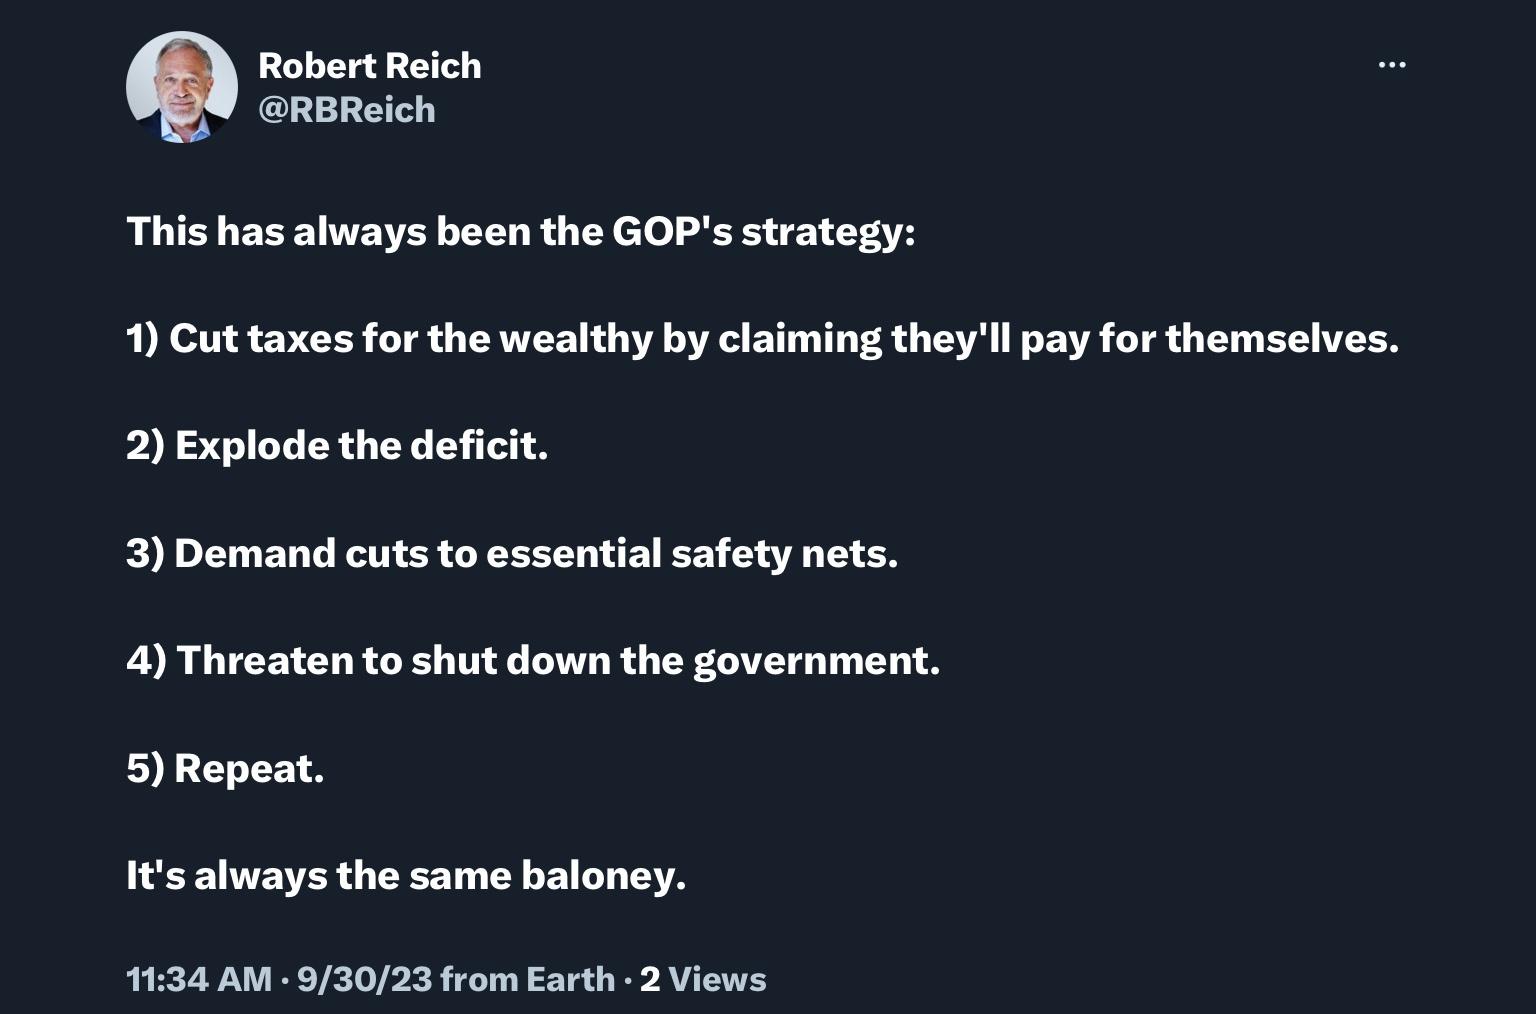 Robert Reich
@RBReich
This has always been the GOP's strategy:
1) Cut taxes for the wealthy by claiming they'll pay for themselves.
2) Explode the deficit.
3) Demand cuts to essential safety nets.
4) Threaten to shut down the government.
5) Repeat.
It's always the same baloney.
11:34 AM · 9/30/23 from Earth · 2 Views